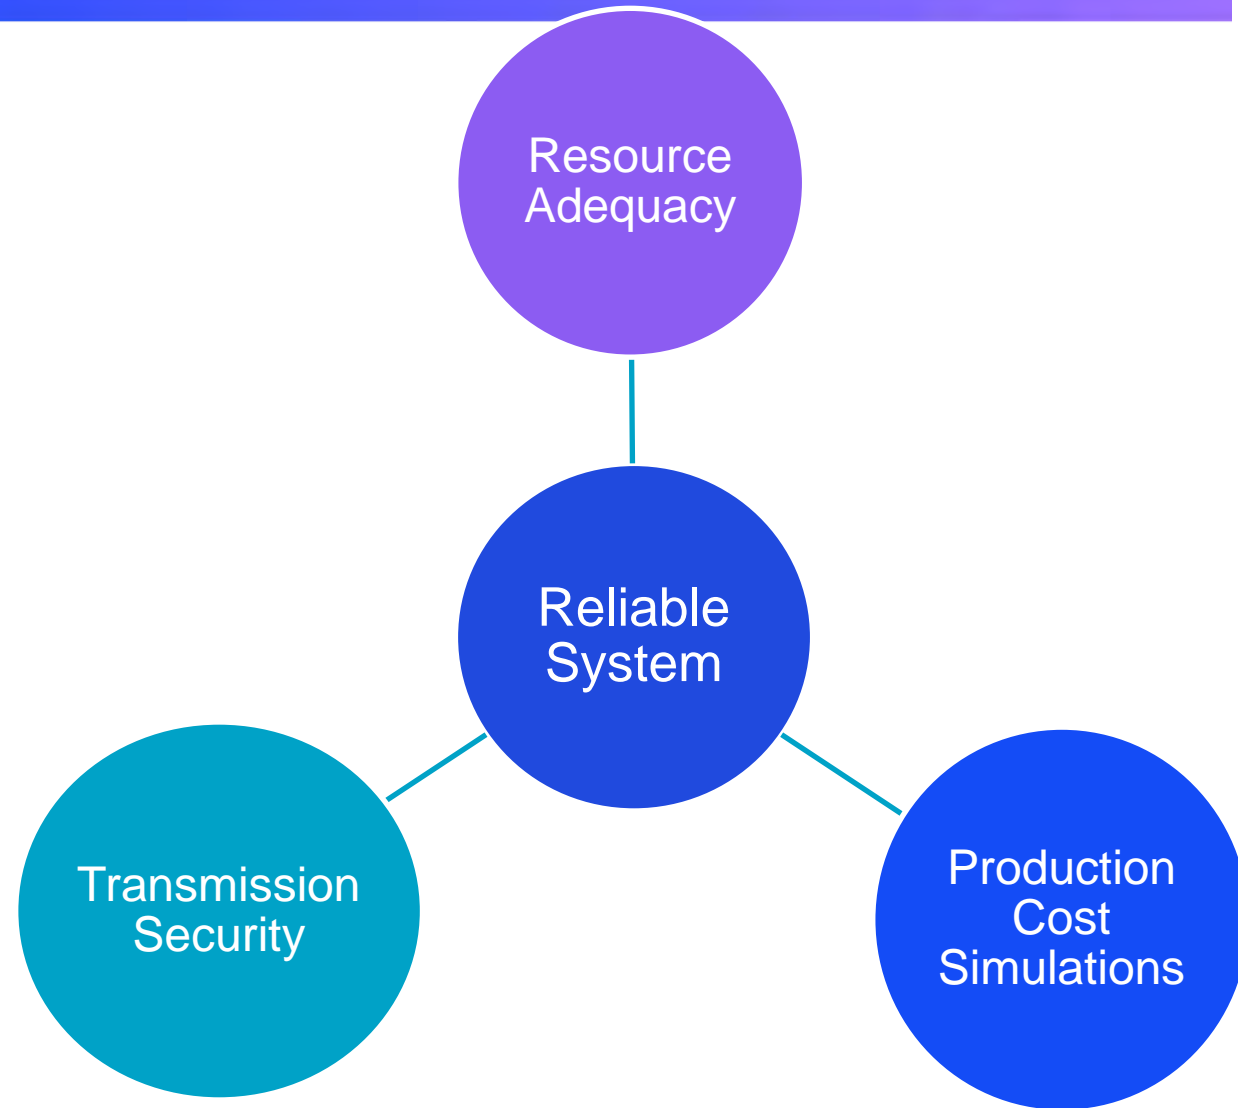 Resource
Adequacy
Reliable
System
Transmission
Security
Production
Cost
Simulations